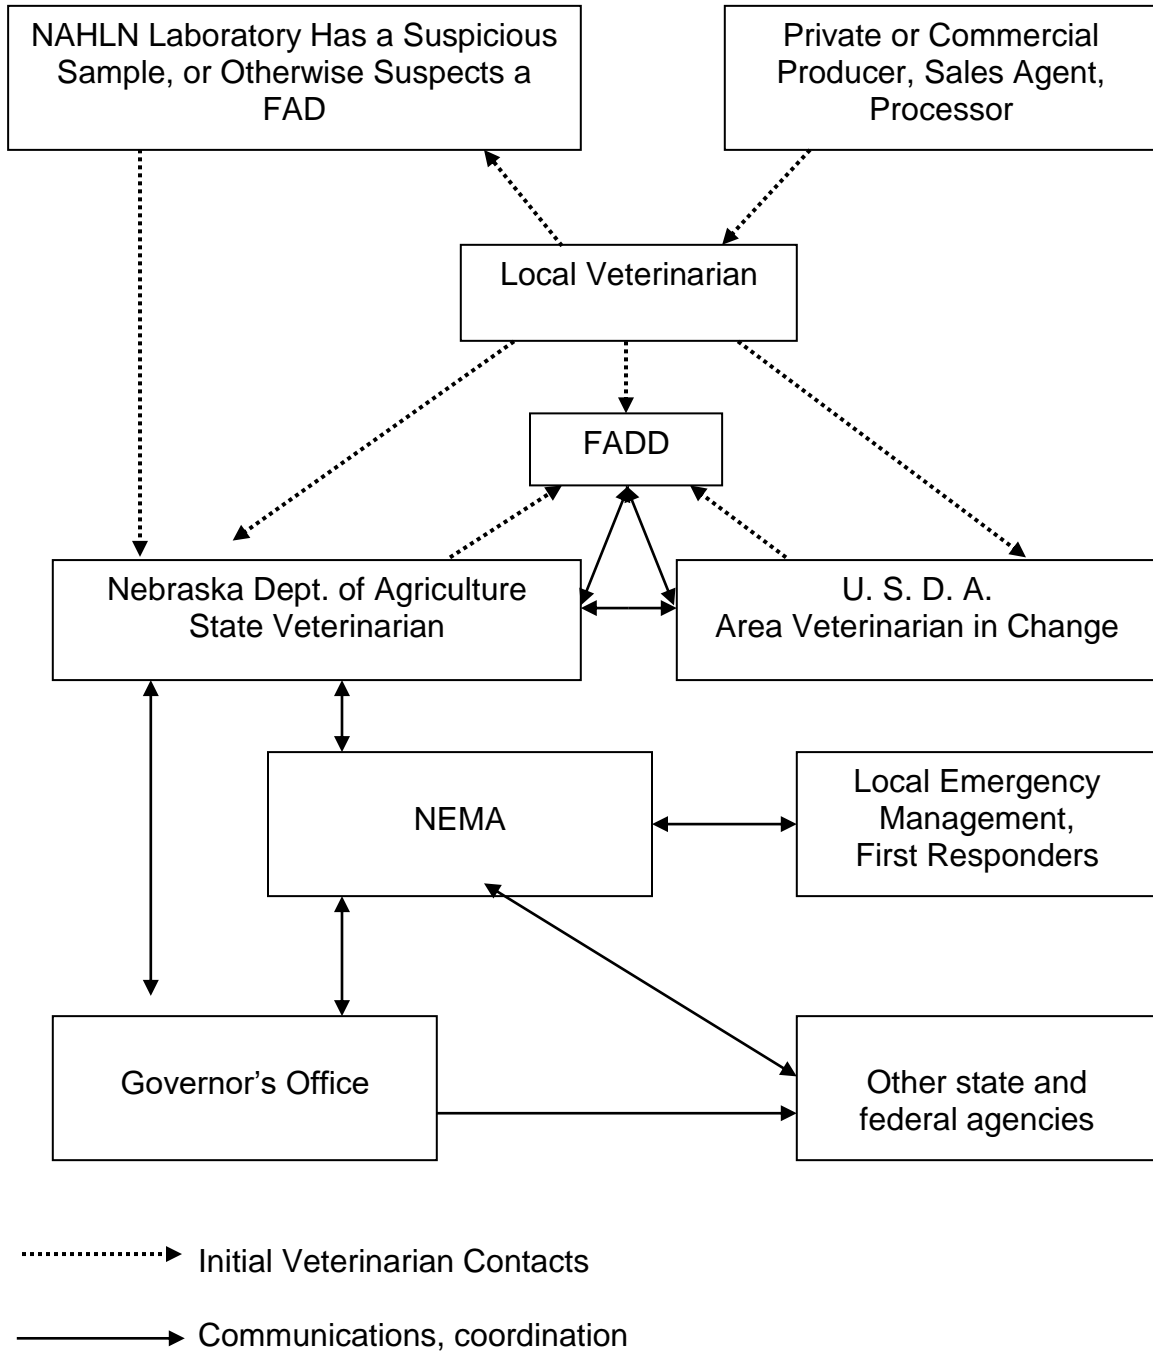 NAHLN Laboratory Has a Suspicious
Sample, or Otherwise Suspects a
FAD
Private or Commercial
Producer, Sales Agent,
Processor
Local Veterinarian
FADD
Nebraska Dept. of Agriculture
State Veterinarian
U. S. D. A.
Area Veterinarian in Change
NEMA
Local Emergency
Management,
First Responders
Governor’s Office
Other state and
federal agencies
Initial Veterinarian Contacts
Communications, coordination